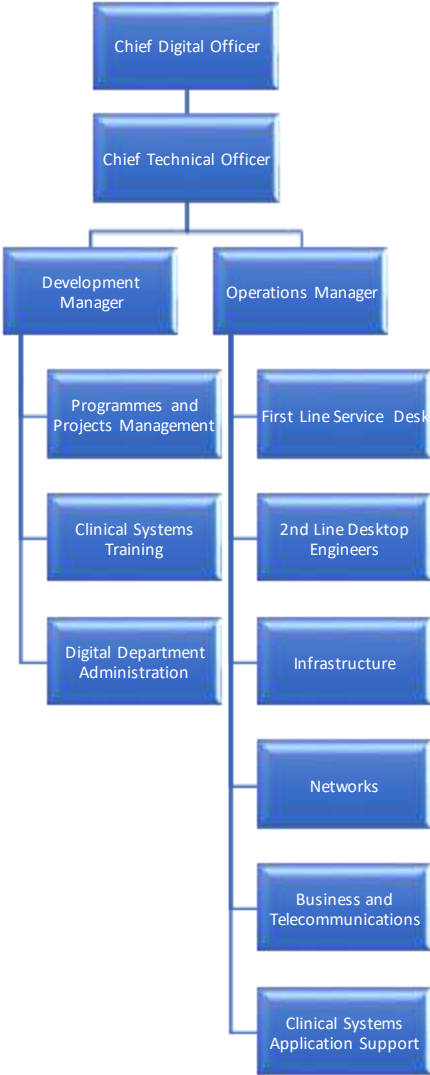 Chief Digital Officer
Chief Technical Officer
Development
Manager
Operations Manager
Programmes and
Projects Management
First Line Service Desk
Clinical Systems
Training
2nd Line Desktop
Engineers
Digital Department
Administration
Infrastructure
Networks
Business and
Telecommunications
Clinical Systems
Application Support